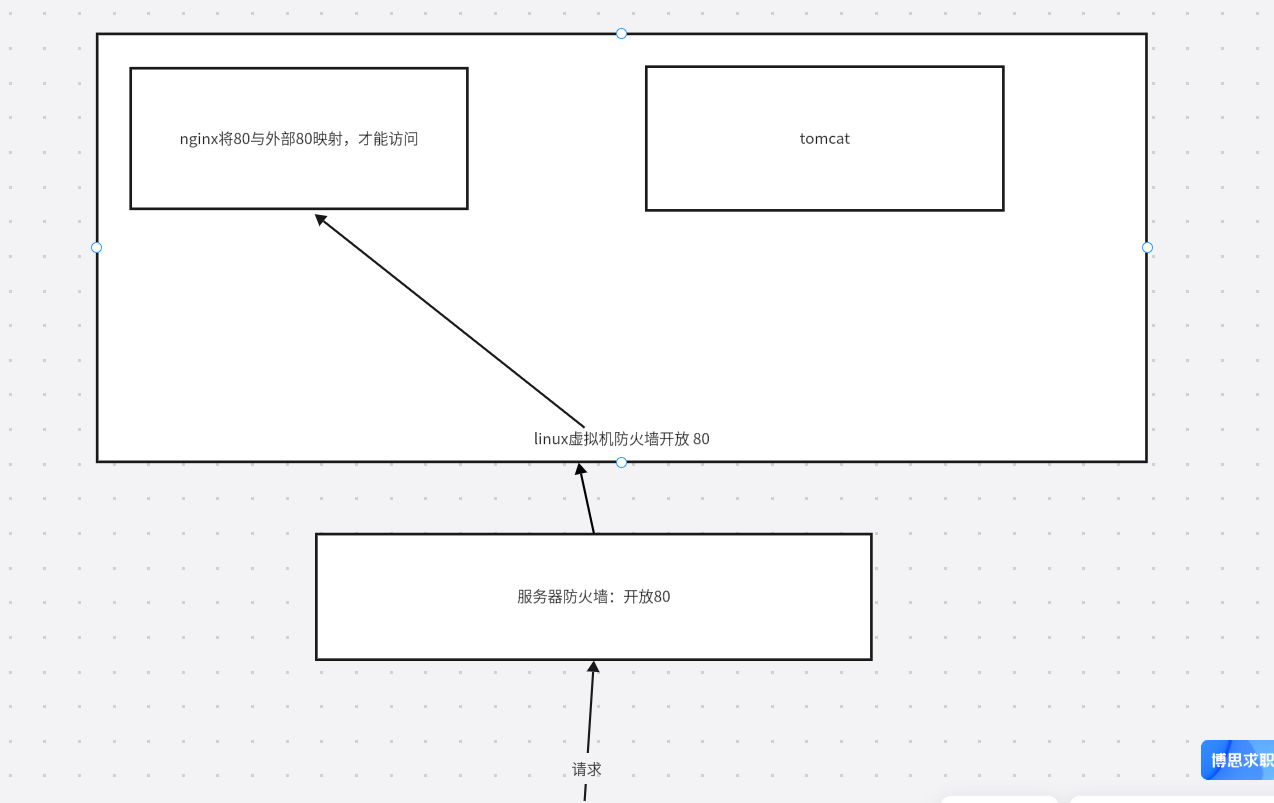 nginx将80与外部80映射，才能访问
tomcat
linux虚拟机防火墙开放 80
服务器防火墙：开放80
请求
博思求职